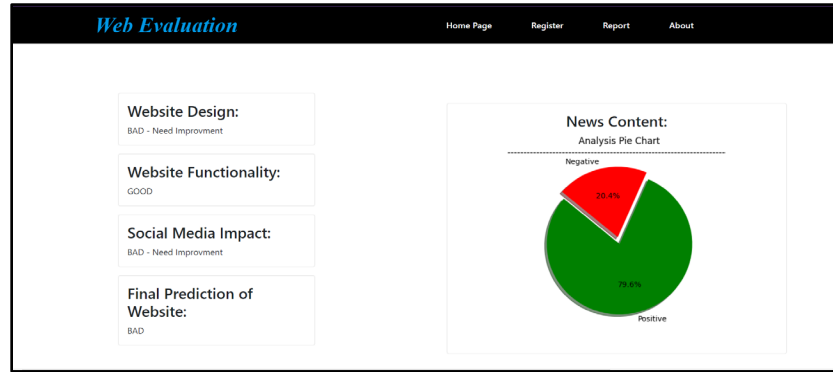 Web Evaluation
Home Page
Register
Report
About
Website Design:
BAD - Need Improvment
Website Functionality:
GOOD
Social Media Impact:
BAD - Need Improvment
Final Prediction of
Website:
BAD
News Content:
Analysis Pie Chart
Negative
20.4%
79.6%
Positive